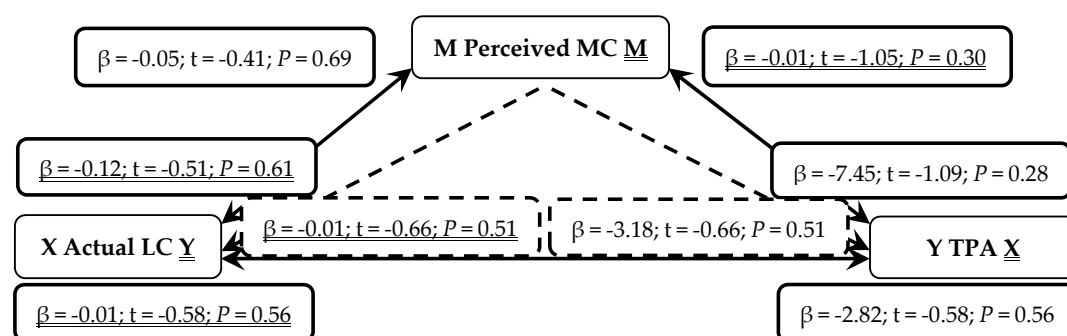 M Perceived MC M
β = -0.05; t = -0.41; P = 0.69
β = -0.01; t = -1.05; P = 0.30
β = -0.12; t = -0.51; P = 0.61
β = -7.45; t = -1.09; P = 0.28
β = -0.01; t = -0.66; P = 0.51
β = -3.18; t = -0.66; P = 0.51
X Actual LC Y
Y TPA X
β = -0.01; t = -0.58; P = 0.56
β = -2.82; t = -0.58; P = 0.56